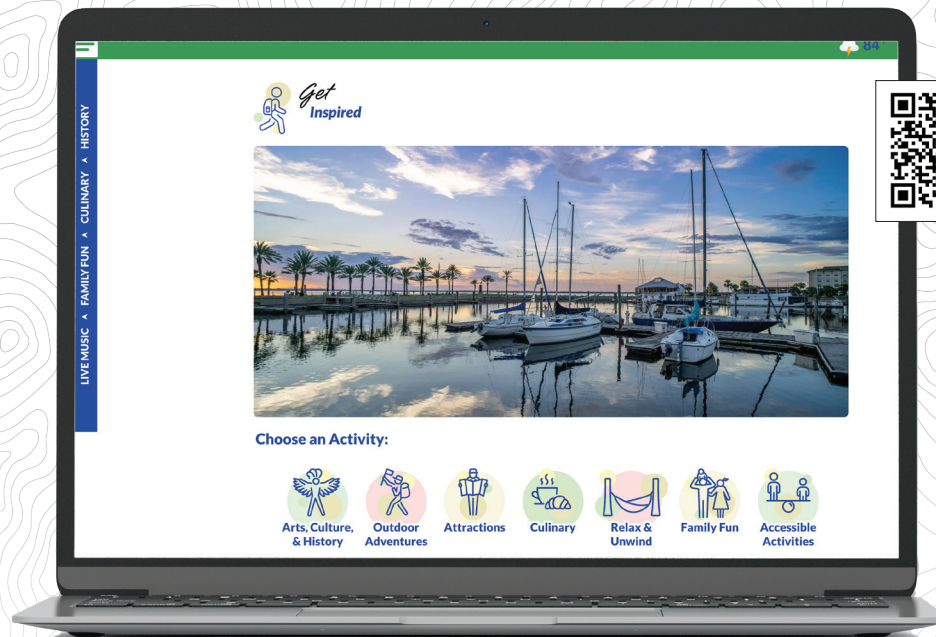 84°
LIVE MUSIC
FAMILY FUN
CULINARY
HISTORY
Get
Inspired
Choose an Activity:
Arts, Culture,
& History
Outdoor
Adventures
Attractions
Culinary
Relax &
Unwind
Family Fun
Accessible
Activities